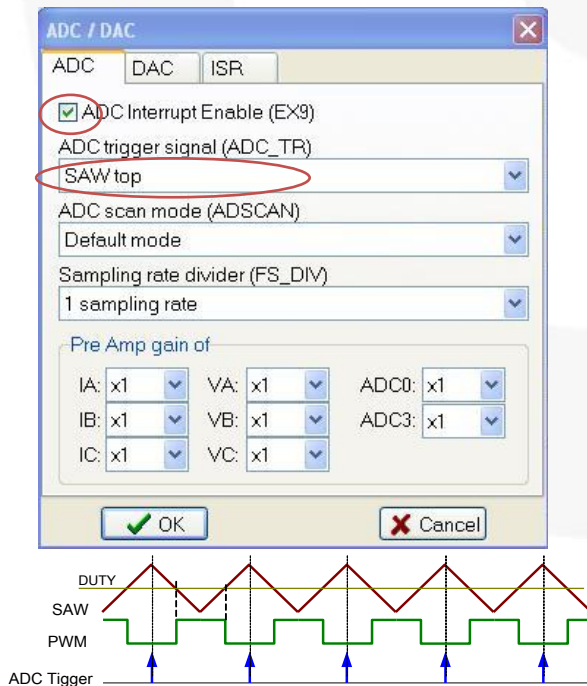 ADC / DAC
ADC DAC ISR
ADC Interrupt Enable (EX9)
ADC trigger signal (ADC_TR)
SAW top
ADC scan mode (ADSCAN)
Default mode
Sampling rate divider (FS_DIV)
1 sampling rate
Pre Amp gain of
IA: x1 VA: x1 ADC0: x1
IB: x1 VB: x1 ADC3: x1
IC: x1 VC: x1
OK Cancel
DUTY
SAW
PWM
ADC Tigger